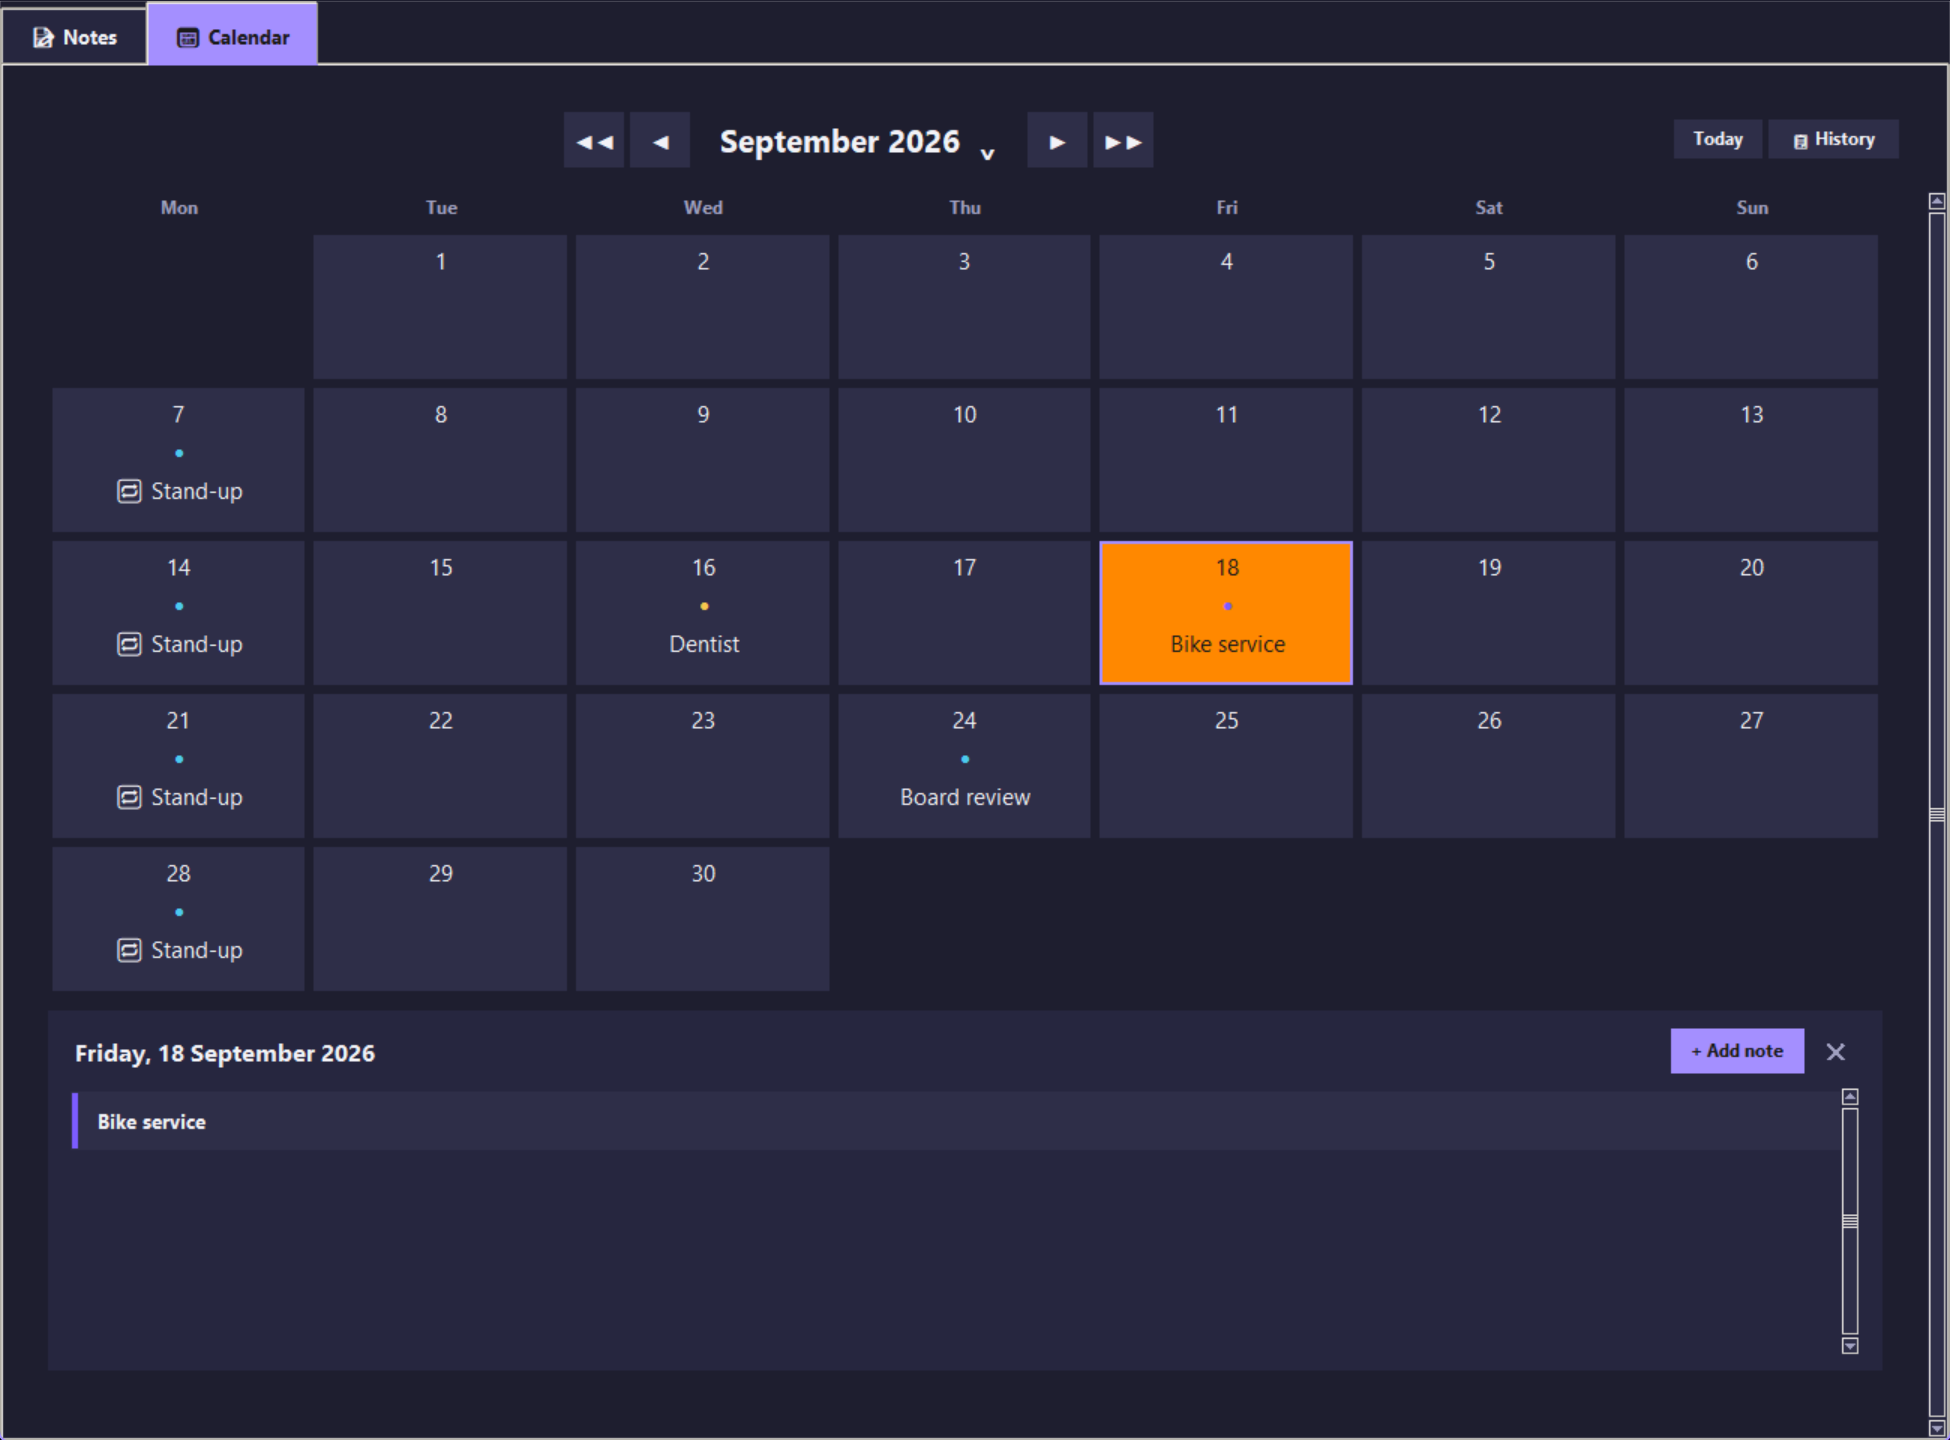 Notes Calendar
September 2026
Today History
Mon Tue Wed Thu Fri Sat Sun
1 2 3 4 5 6
7 8 9 10 11 12 13
Stand-up
14 15 16 17 18 19 20
Stand-up Dentist Bike service
21 22 23 24 25 26 27
Stand-up Board review
28 29 30
Stand-up
Friday, 18 September 2026
+ Add note
Bike service